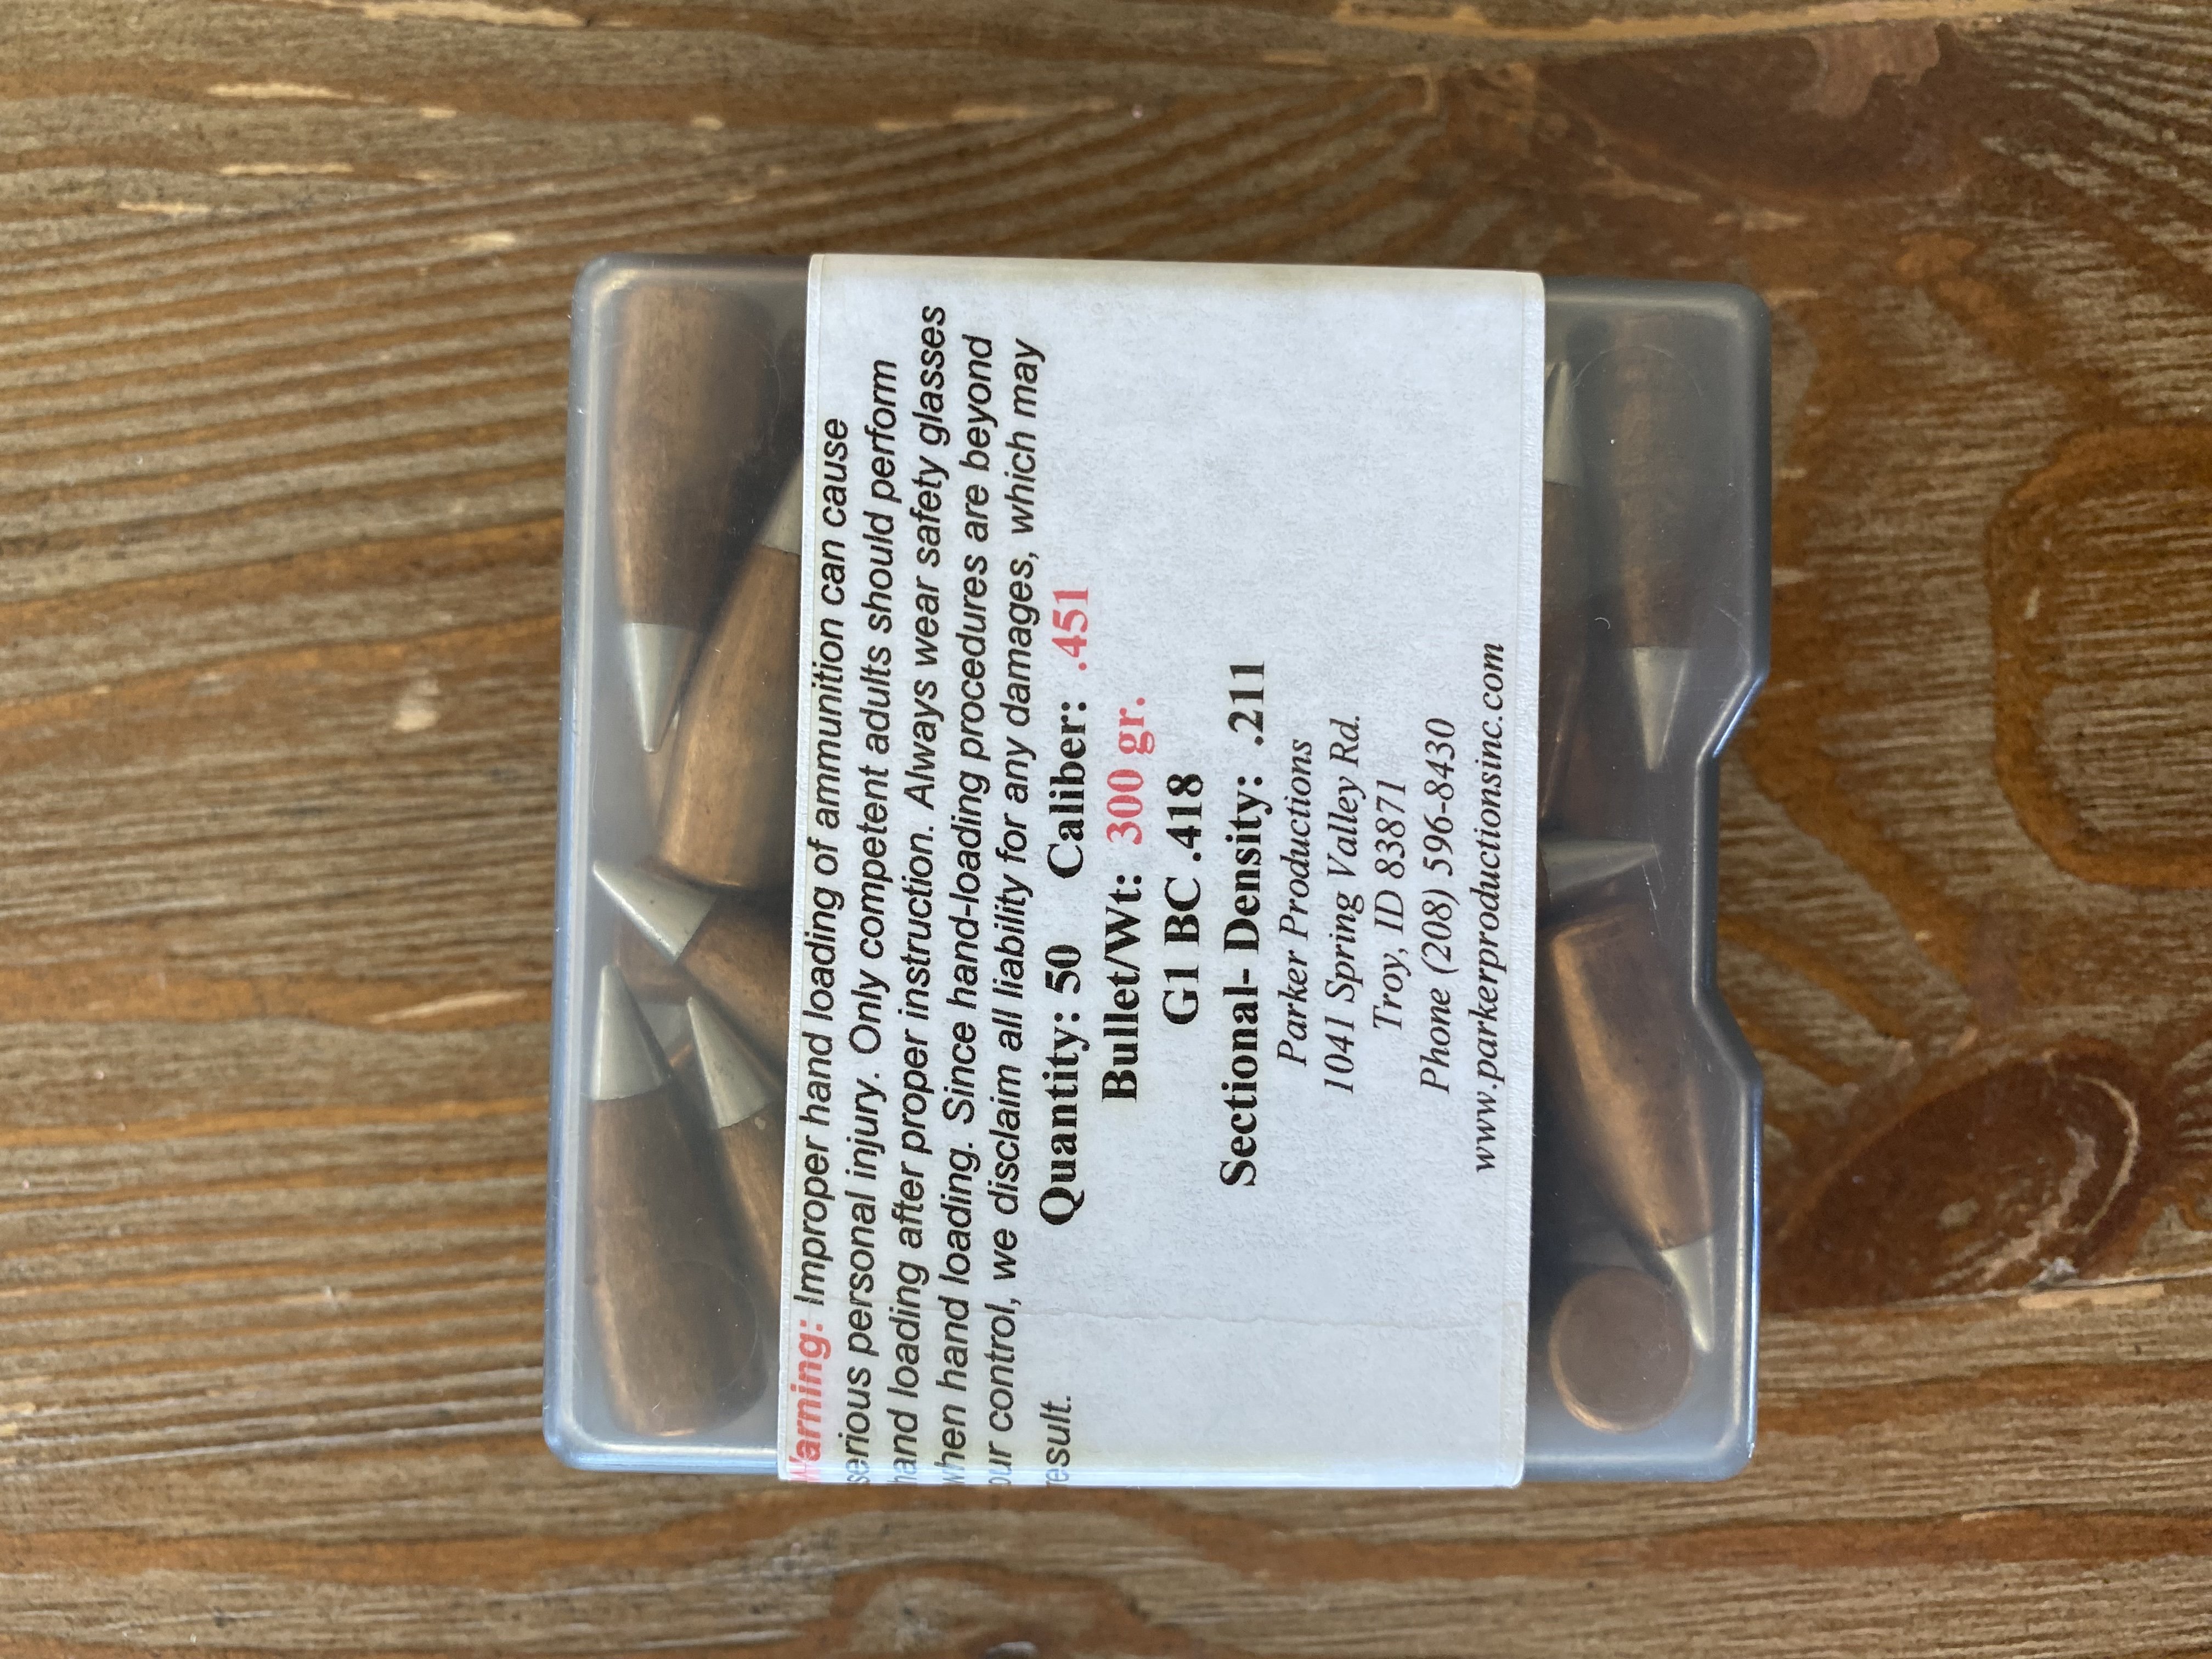 Warning: Improper hand loading of ammunition can cause
serious personal injury. Only competent adults should perform
hand loading after proper instruction. Always wear safety glasses
when hand loading. Since hand-loading procedures are beyond
our control, we disclaim all liability for any damages, which may
result.
Quantity: 50 Caliber: .451
Bullet/Wt: 300 gr.
G1 BC .418
Sectional- Density: .211
Parker Productions
1041 Spring Valley Rd.
Troy, ID 83871
Phone (208) 596-8430
www.parkerproductionsinc.com